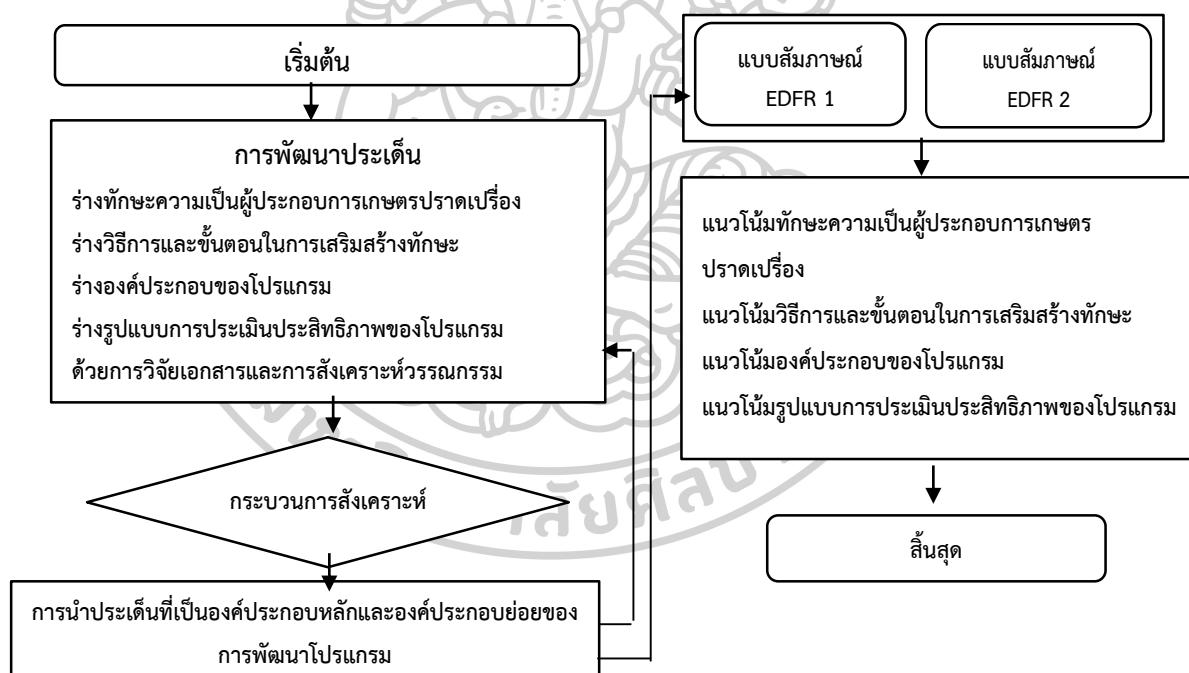 เริ่มต้น
การพัฒนาประเด็น
ร่างทักษะความเป็นผู้ประกอบการเกษตรปราดเปรื่อง
ร่างวิธีการและขั้นตอนในการเสริมสร้างทักษะ
ร่างองค์ประกอบของโปรแกรม
ร่างรูปแบบการประเมินประสิทธิภาพของโปรแกรม
ด้วยการวิจัยเอกสารและการสังเคราะห์วรรณกรรม
กระบวนการสังเคราะห์
การนำประเด็นที่เป็นองค์ประกอบหลักและองค์ประกอบย่อยของ
การพัฒนาโปรแกรม
แบบสัมภาษณ์
EDFR 1
แบบสัมภาษณ์
EDFR 2
แนวโน้มทักษะความเป็นผู้ประกอบการเกษตร
ปราดเปรื่อง
แนวโน้มวิธีการและขั้นตอนในการเสริมสร้างทักษะ
แนวโน้มองค์ประกอบของโปรแกรม
แนวโน้มรูปแบบการประเมินประสิทธิภาพของโปรแกรม
สิ้นสุด